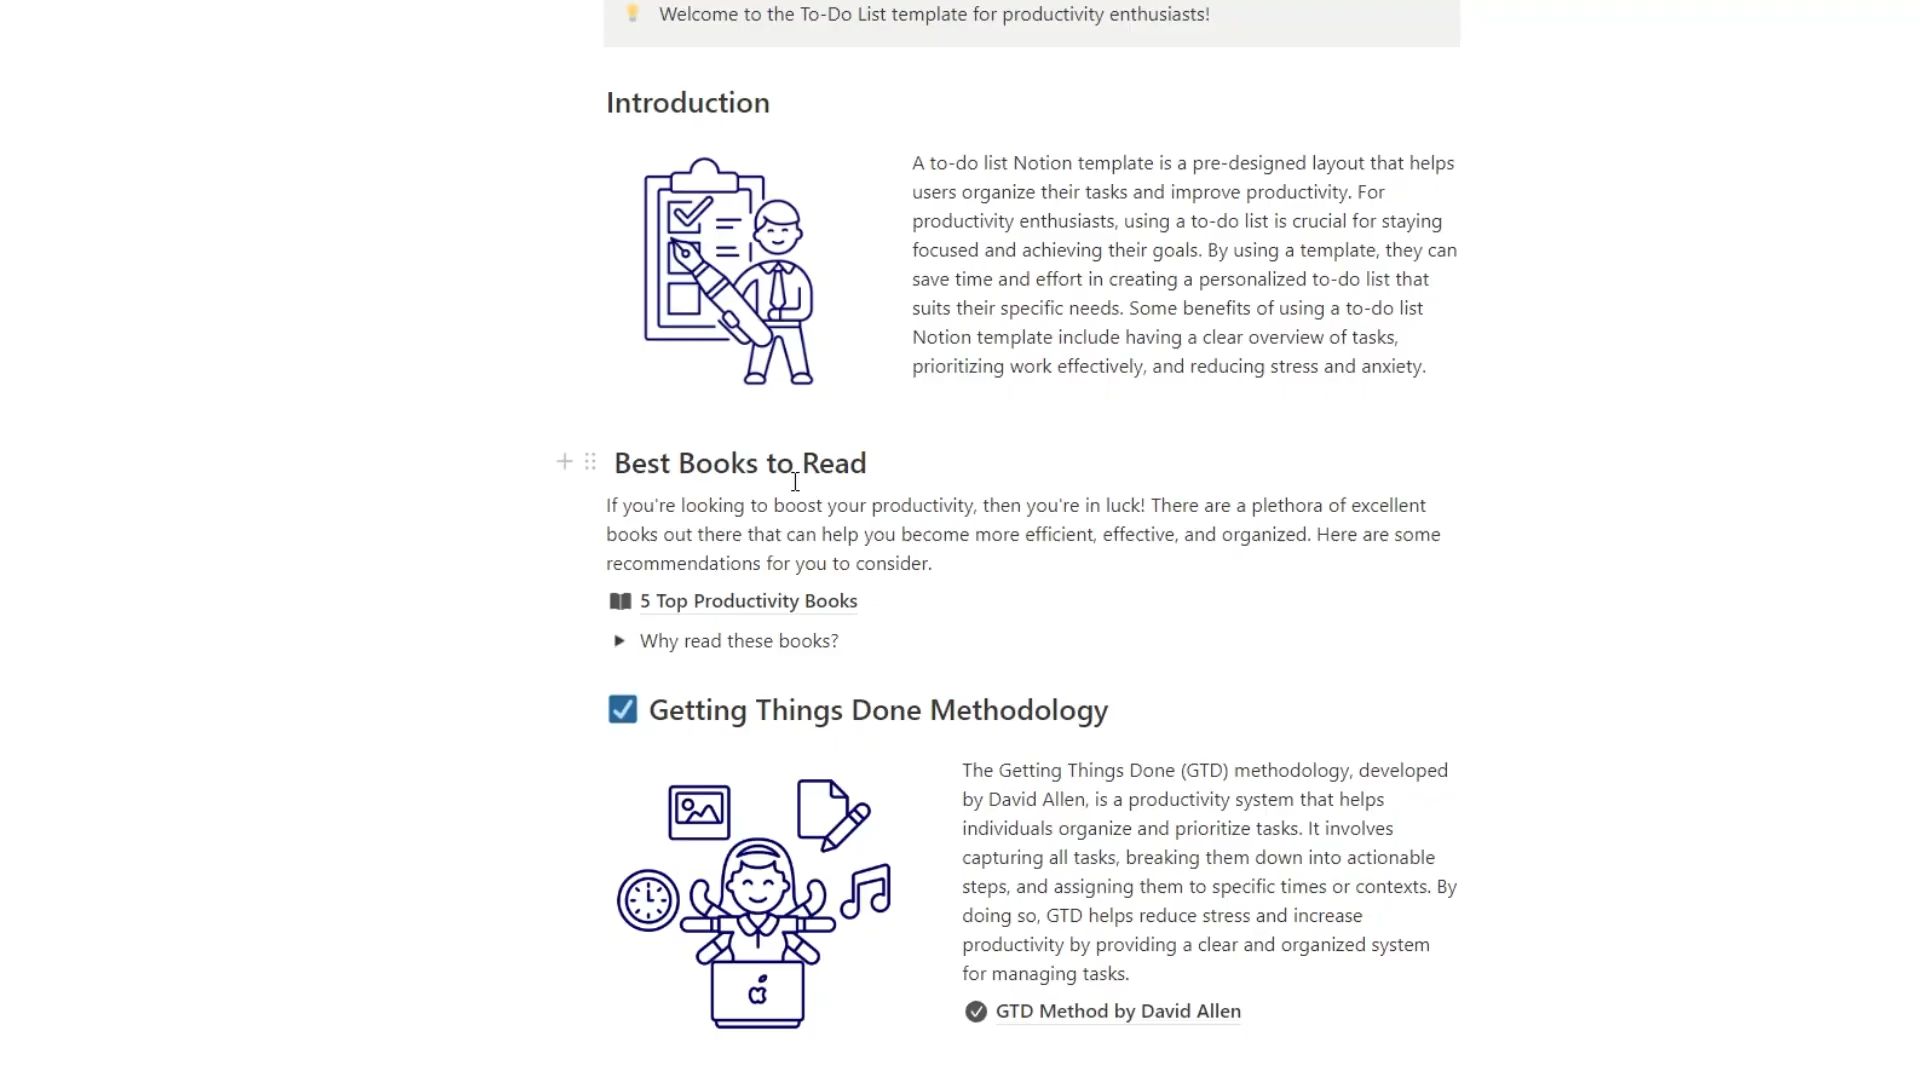 Welcome to the To-Do List template for productivity enthusiasts!
Introduction
A to-do list Notion template is a pre-designed layout that helps
users organize their tasks and improve productivity. For
productivity enthusiasts, using a to-do list is crucial for staying
focused and achieving their goals. By using a template, they can
save time and effort in creating a personalized to-do list that
suits their specific needs. Some benefits of using a to-do list
Notion template include having a clear overview of tasks,
prioritizing work effectively, and reducing stress and anxiety.
Best Books to Read
If you're looking to boost your productivity, then you're in luck! There are a plethora of excellent
books out there that can help you become more efficient, effective, and organized. Here are some
recommendations for you to consider.
5 Top Productivity Books
Why read these books?
Getting Things Done Methodology
The Getting Things Done (GTD) methodology, developed
by David Allen, is a productivity system that helps
individuals organize and prioritize tasks. It involves
capturing all tasks, breaking them down into actionable
steps, and assigning them to specific times or contexts. By
doing so, GTD helps reduce stress and increase
productivity by providing a clear and organized system
for managing tasks.
GTD Method by David Allen